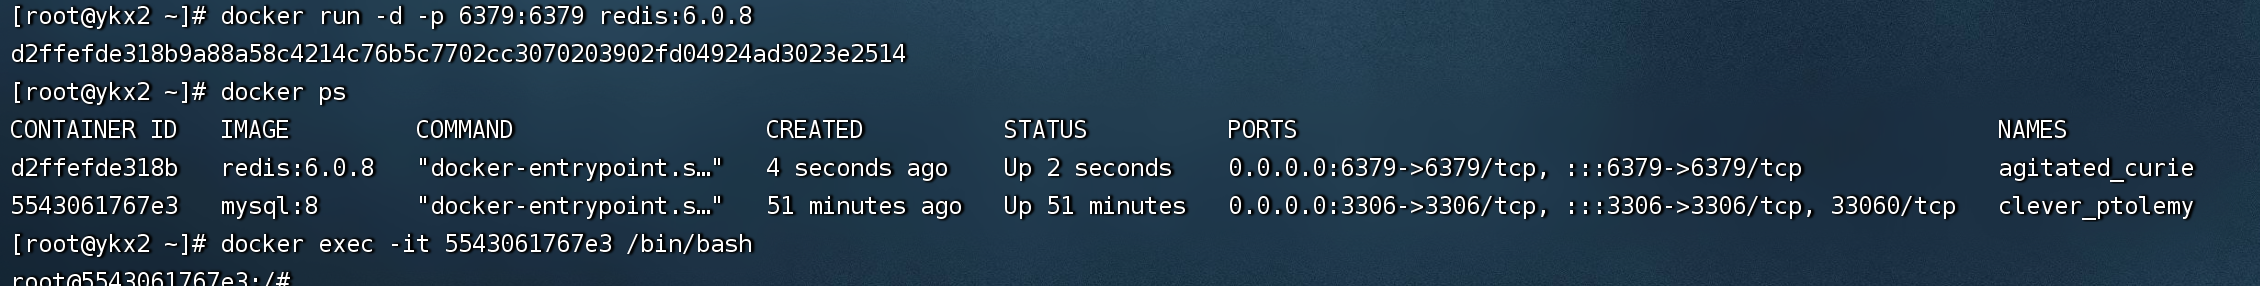 [root@ykx2 ~]# docker run -d -p 6379:6379 redis:6.0.8
d2ffefde318b9a88a58c4214c76b5c7702cc3070203902fd04924ad3023e2514
[root@ykx2 ~]# docker ps
CONTAINER ID   IMAGE         COMMAND                  CREATED          STATUS          PORTS                                                  NAMES
d2ffefde318b   redis:6.0.8   "docker-entrypoint.s…"   4 seconds ago    Up 2 seconds    0.0.0.0:6379->6379/tcp, :::6379->6379/tcp              agitated_curie
5543061767e3   mysql:8       "docker-entrypoint.s…"   51 minutes ago   Up 51 minutes   0.0.0.0:3306->3306/tcp, :::3306->3306/tcp, 33060/tcp   clever_ptolemy
[root@ykx2 ~]# docker exec -it 5543061767e3 /bin/bash
root@5543061767e3:/#